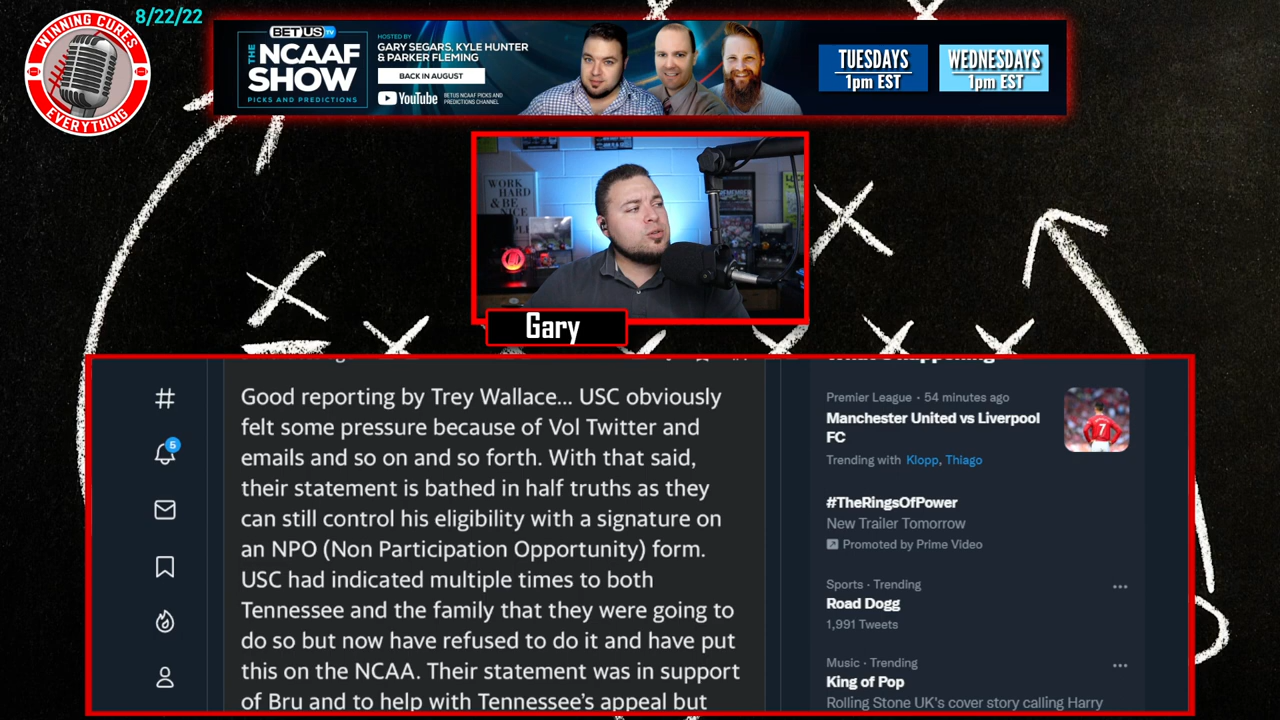 8/22/22
WINNING CURES
EVERYTHING
BETUS TV
THE NCAAF SHOW
PICKS AND PREDICTIONS
HOSTED BY
GARY SEGARS, KYLE HUNTER
& PARKER FLEMING
BACK IN AUGUST
YouTube
BETUS NCAAF PICKS AND
PREDICTIONS CHANNEL
TUESDAYS
1pm EST
WEDNESDAYS
1pm EST
WORK
HARD
& BE
NICE
Gary
5
Good reporting by Trey Wallace... USC obviously
felt some pressure because of Vol Twitter and
emails and so on and so forth. With that said,
their statement is bathed in half truths as they
can still control his eligibility with a signature on
an NPO (Non Participation Opportunity) form.
USC had indicated multiple times to both
Tennessee and the family that they were going to
do so but now have refused to do it and have put
this on the NCAA. Their statement was in support
of Bru and to help with Tennessee's appeal but
Premier League · 54 minutes ago
Manchester United vs Liverpool
FC
Trending with Klopp, Thiago
7
#TheRingsOfPower
New Trailer Tomorrow
Promoted by Prime Video
Sports · Trending
Road Dogg
1,991 Tweets
Music · Trending
King of Pop
Rolling Stone UK's cover story calling Harry